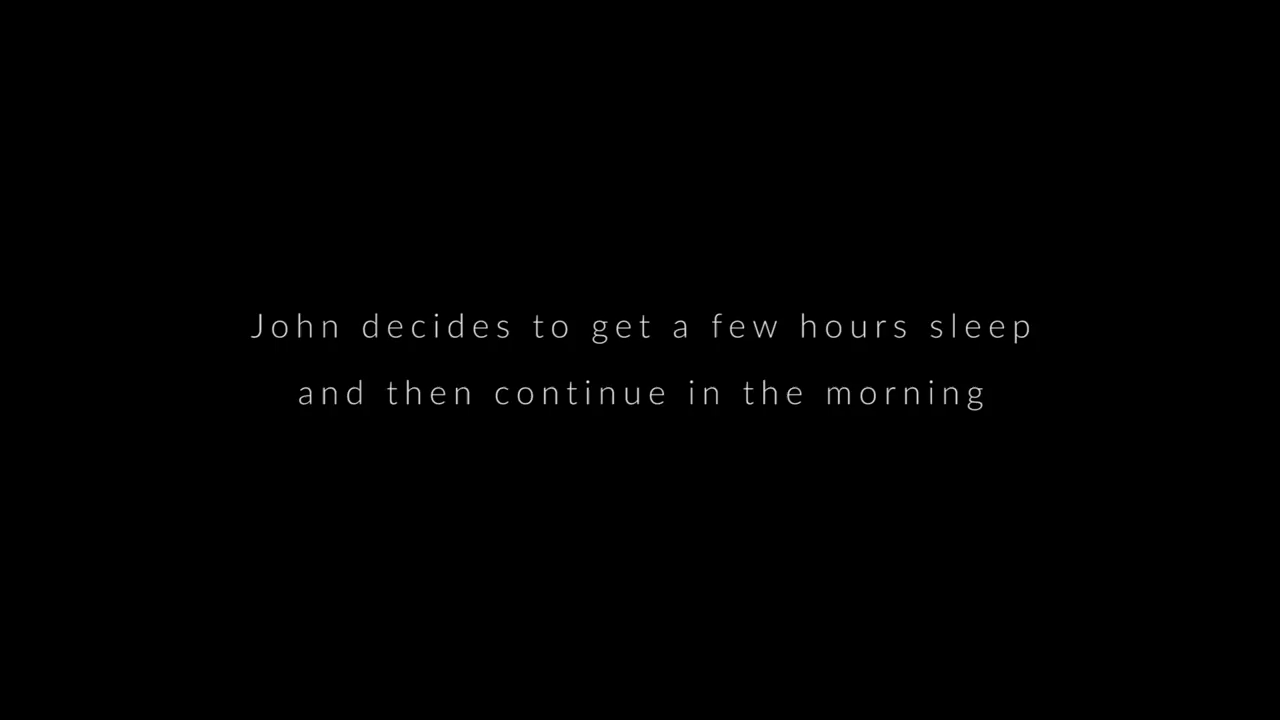 John decides to get a few hours sleep
and then continue in the morning